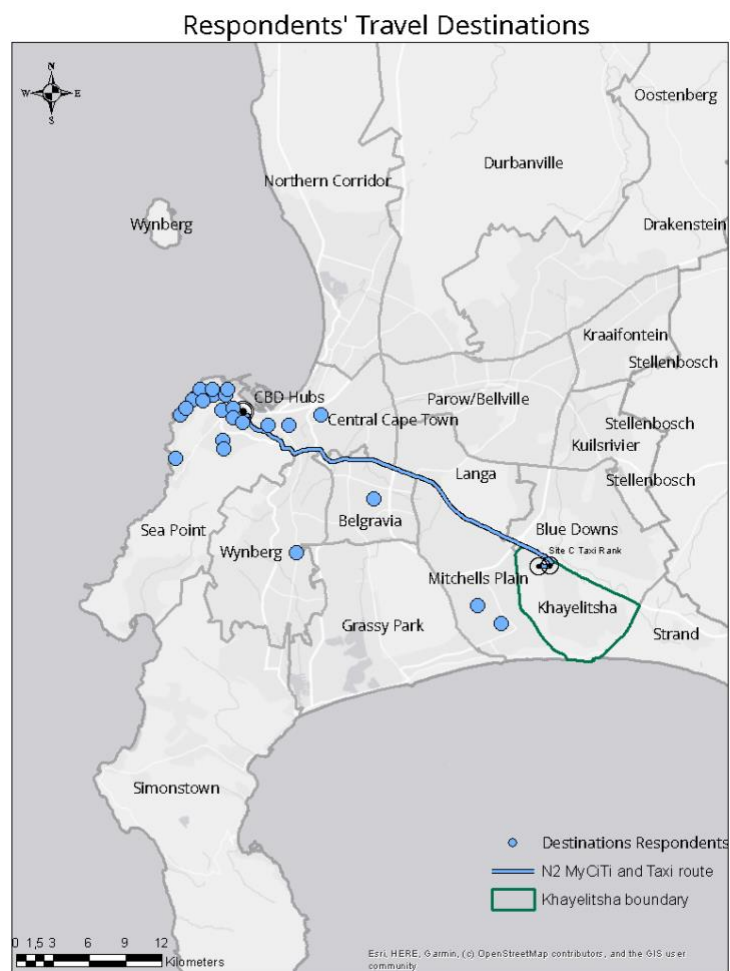 Respondents' Travel Destinations
N
W E
S
Oostenberg
Durbanville
Northern Corridor
Wynberg
Drakenstein
Kraaifontein
Stellenbosch
CBD Hubs
Parow/Bellville
Central Cape Town
Stellenbosch
Kuilsrivier
Langa
Stellenbosch
Belgravia
Sea Point
Blue Downs
Wynberg
Site C Taxi Rank
Mitchells Plain
Khayelitsha
Grassy Park
Strand
Simonstown
Destinations Respondents
N2 MyCiTi and Taxi route
Khayelitsha boundary
0 1,5 3 6 9 12
Kilometers
Esri, HERE, Garmin, (c) OpenStreetMap contributors, and the GIS user
community